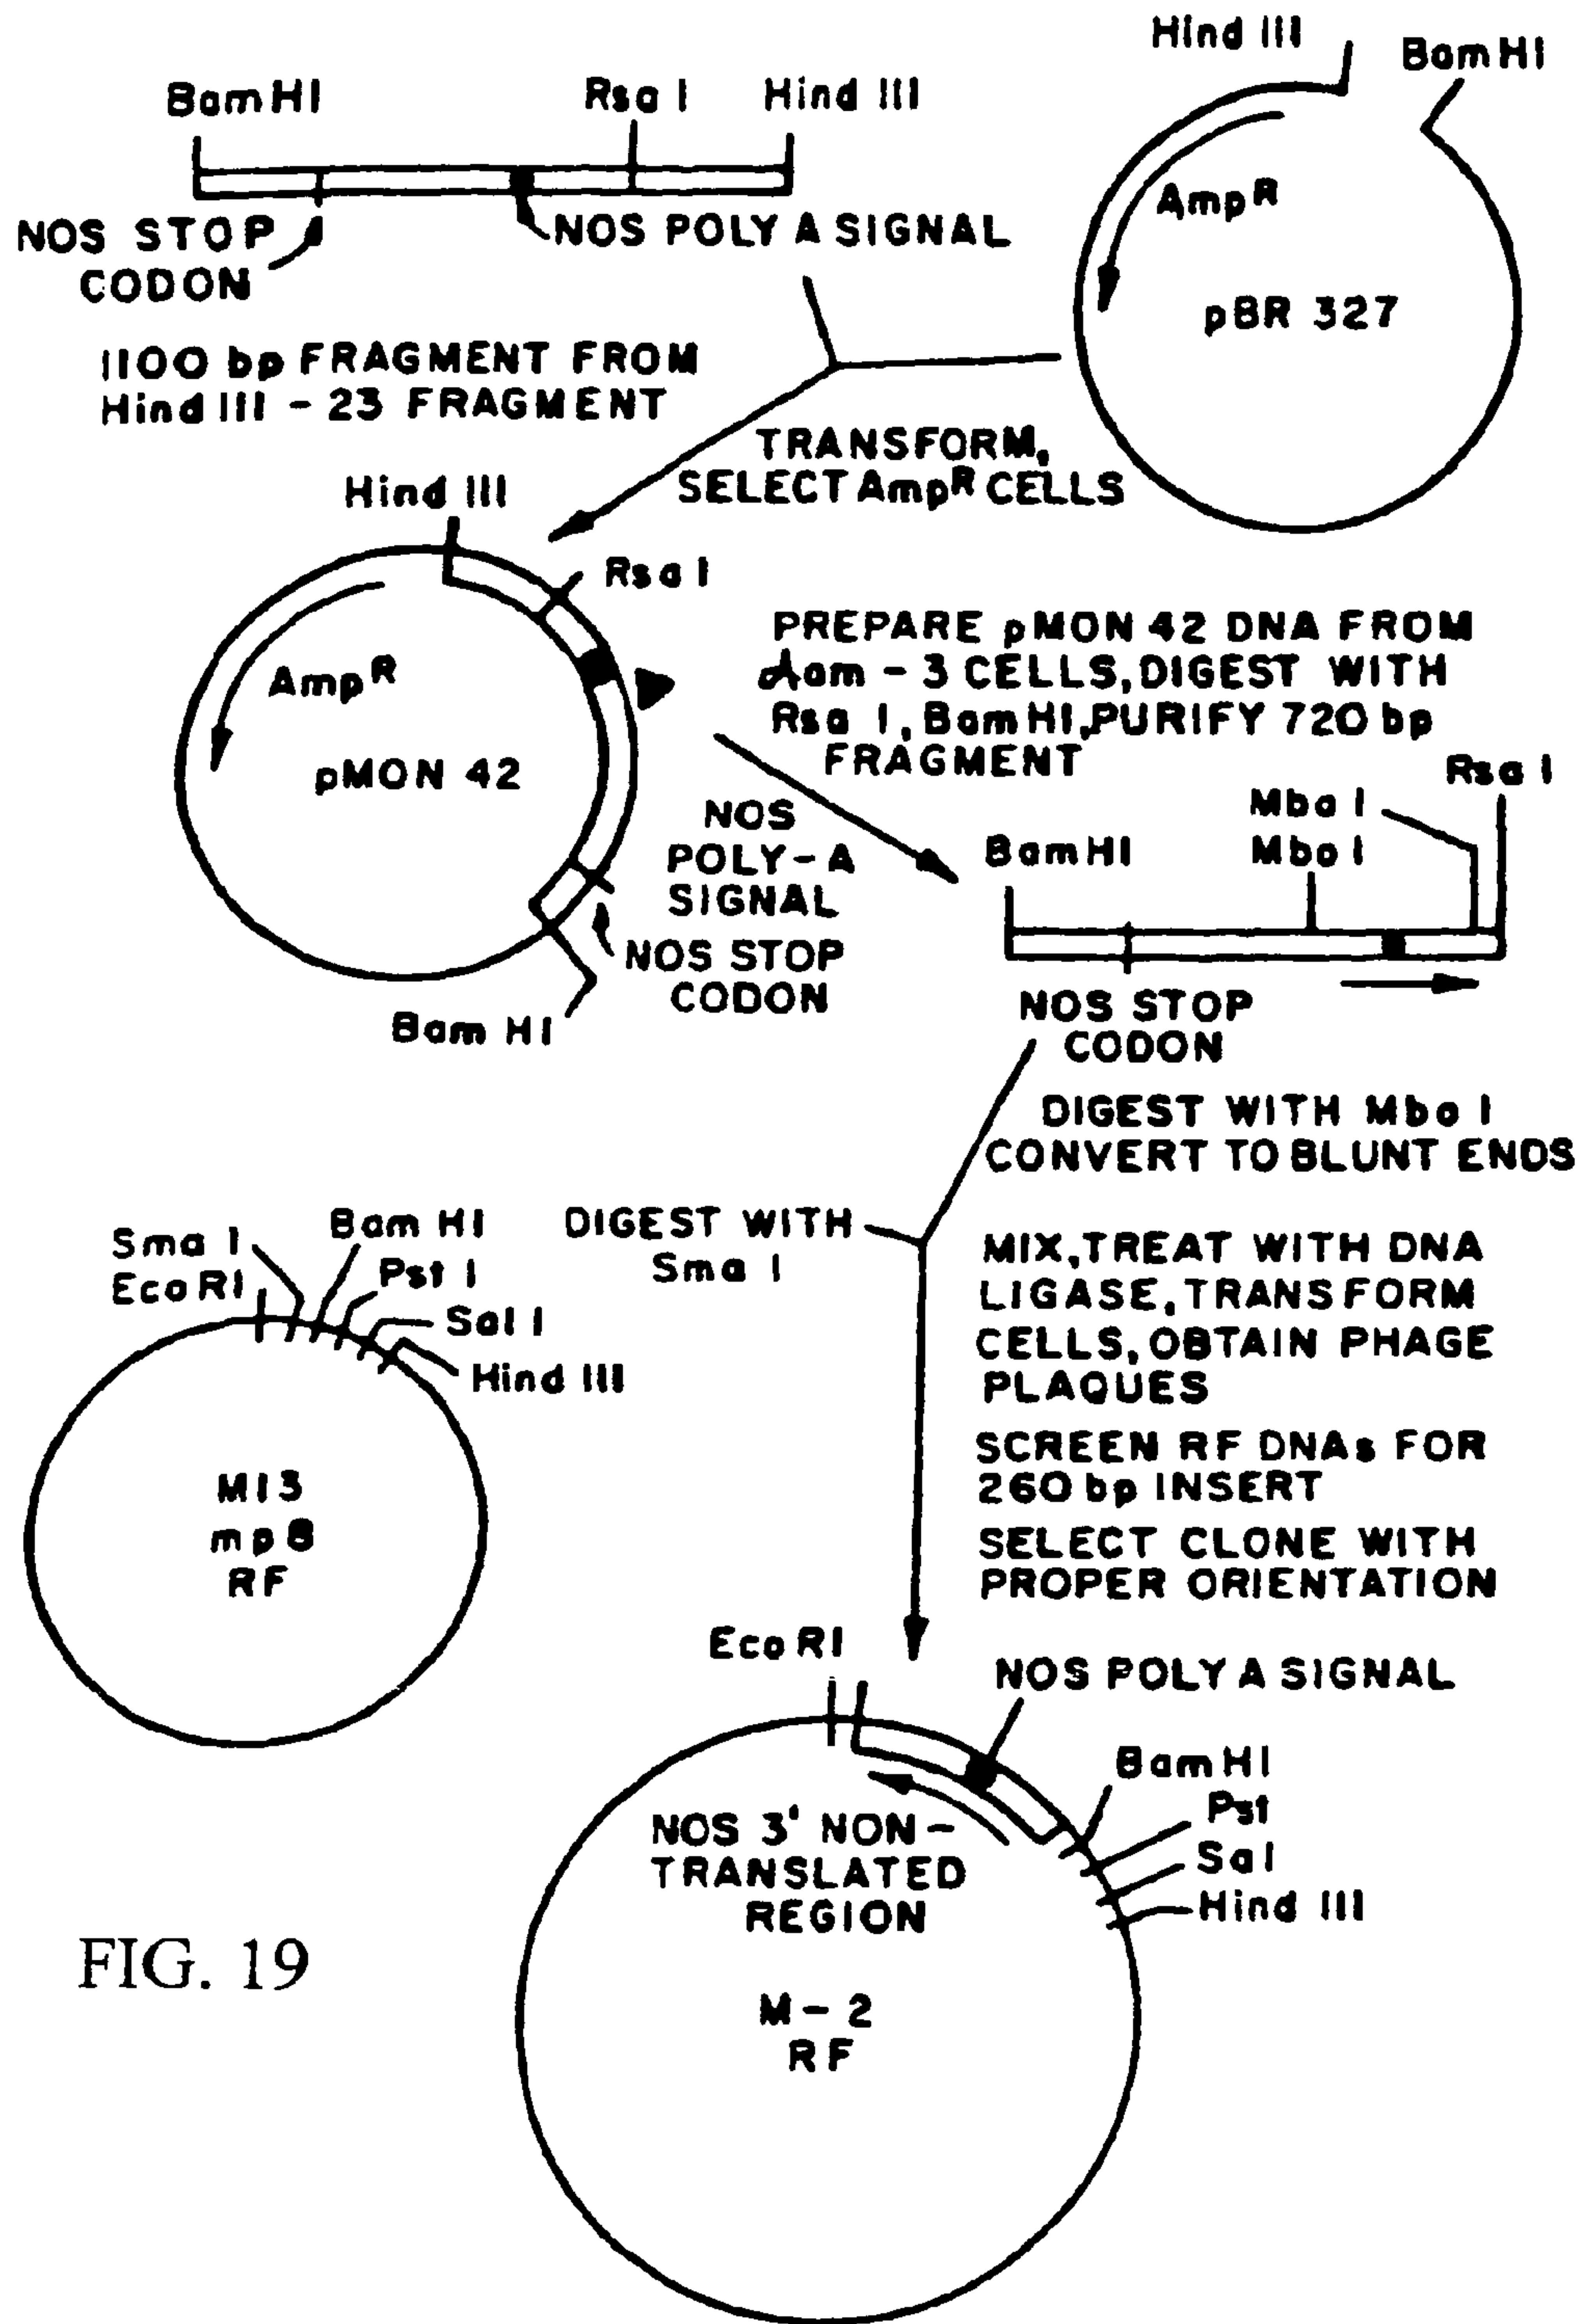 Hind III
BamHI
BamHI
Rsa I
Hind III
NOS STOP
CODON
NOS POLY A SIGNAL
AmpR
pBR 327
1100 bp FRAGMENT FROM
Hind III - 23 FRAGMENT
TRANSFORM,
SELECT AmpR CELLS
Hind III
Rsa I
AmpR
pMON 42
PREPARE pMON 42 DNA FROM
dam - 3 CELLS, DIGEST WITH
Rsa I, BamHI, PURIFY 720 bp
FRAGMENT
NOS
POLY-A
SIGNAL
NOS STOP
CODON
Bam HI
BamHI
Mbo I
Mbo I
Rsa I
NOS STOP
CODON
DIGEST WITH Mbo I
CONVERT TO BLUNT ENDS
Sma I
EcoRI
Bam HI
Pst I
Sal I
Hind III
DIGEST WITH
Sma I
MIX, TREAT WITH DNA
LIGASE, TRANSFORM
CELLS, OBTAIN PHAGE
PLAQUES
SCREEN RF DNAs FOR
260 bp INSERT
SELECT CLONE WITH
PROPER ORIENTATION
M13
mp8
RF
EcoRI
NOS POLY A SIGNAL
BamHI
Pst
Sal
Hind III
NOS 3' NON-
TRANSLATED
REGION
M-2
RF
FIG. 19